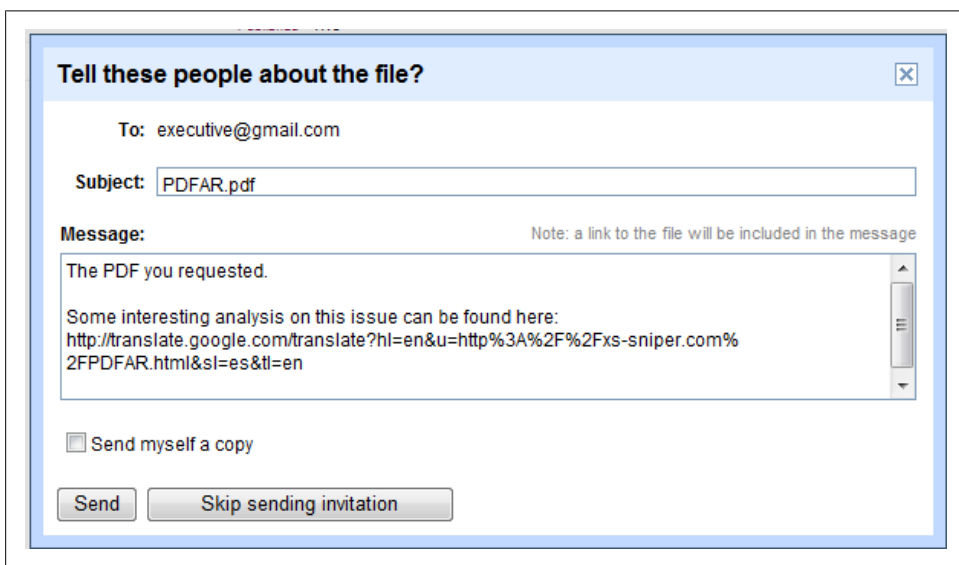 Tell these people about the file?
To: executive@gmail.com
Subject: PDFAR.pdf
Message: Note: a link to the file will be included in the message
The PDF you requested.
Some interesting analysis on this issue can be found here:
http://translate.google.com/translate?hl=en&u=http%3A%2F%2Fxs-sniper.com%
2FPDFAR.html&sl=es&tl=en
Send myself a copy
Send Skip sending invitation